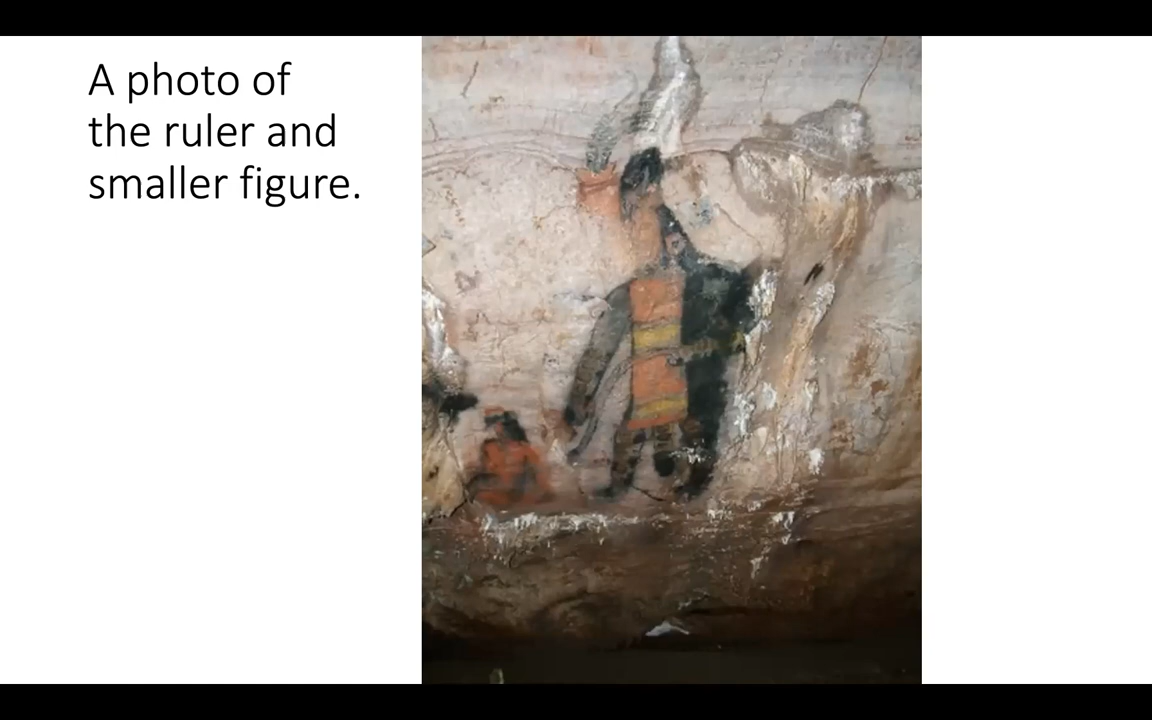 A photo of
the ruler and
smaller figure.